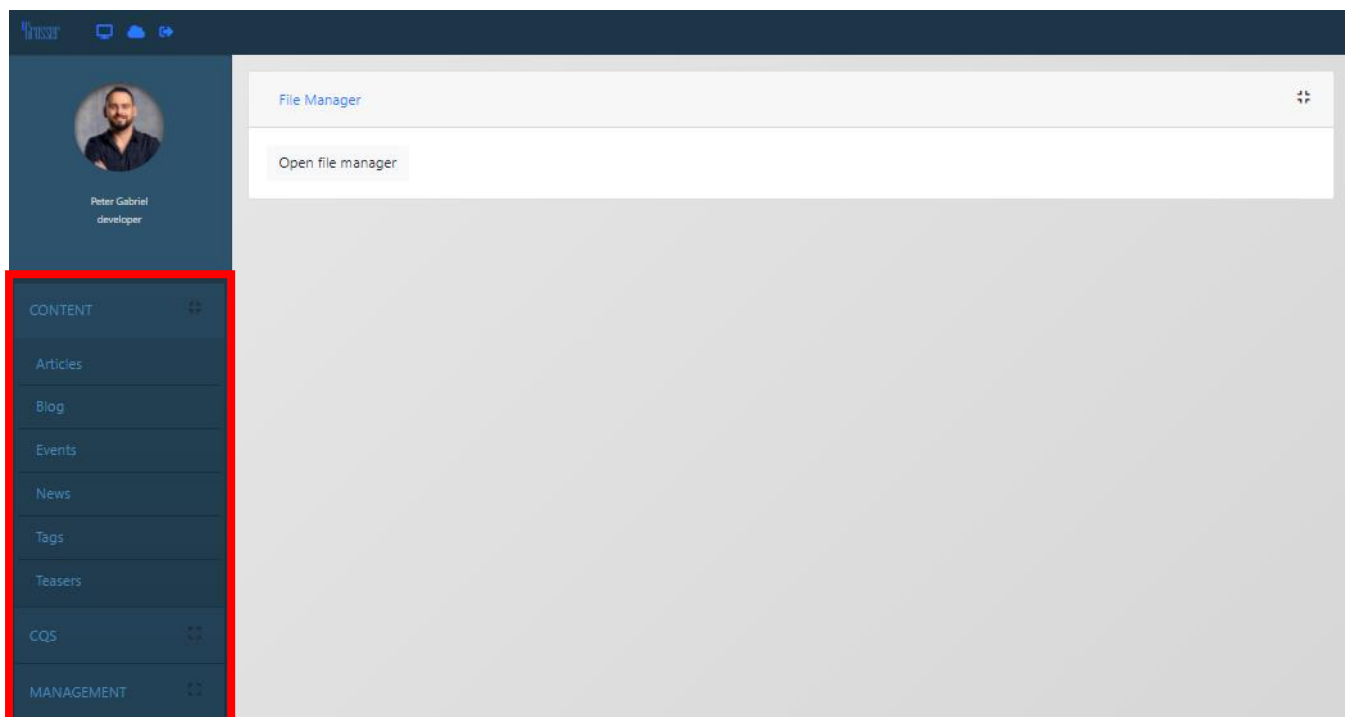 File Manager
Open file manager
Peter Gabriel
developer
CONTENT
Articles
Blog
Events
News
Tags
Teasers
CQS
MANAGEMENT